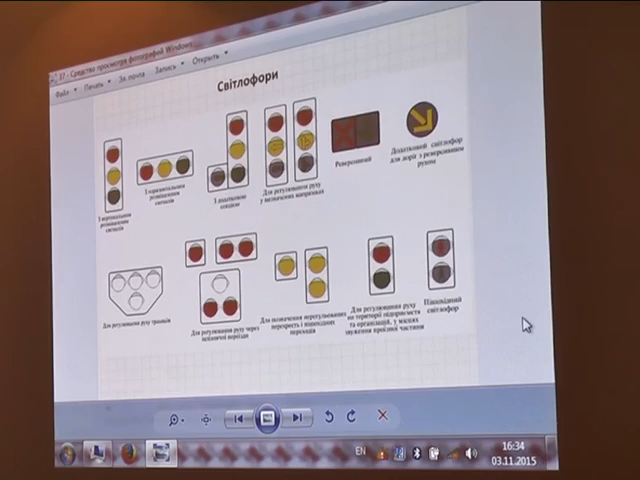 37 - Средство просмотра фотографий Windows
Файл Печать Эл. почта Запись Открыть
Світлофори
З вертикальним
розташуванням
сигналів
З горизонтальним
розташуванням
сигналів
З додатковою
секцією
Для регулювання руху
у визначених напрямках
Реверсивний
Додатковий світлофор
для доріг з реверсивним
рухом
Для регулювання руху трамваїв
Для регулювання руху через
залізничні переїзди
Для позначення нерегульованих
перехресть і пішохідних
переходів
Для регулювання руху
на території підприємств
та організацій, у місцях
звуження проїзної частини
Пішохідний
світлофор
EN
16:34
03.11.2015